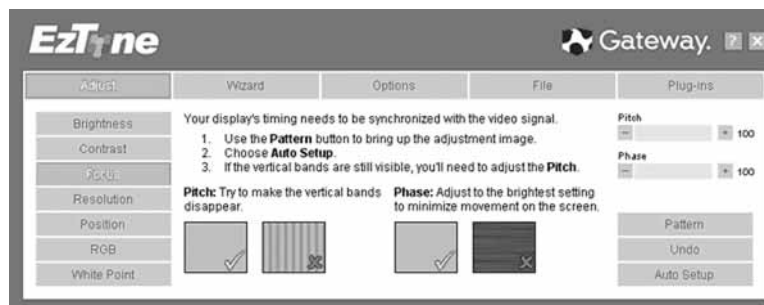 EzTune
Gateway.
?
X
Adjust
Wizard
Options
File
Plug-ins
Brightness
Contrast
Focus
Resolution
Position
RGB
White Point
Your display's timing needs to be synchronized with the video signal.
1. Use the Pattern button to bring up the adjustment image.
2. Choose Auto Setup.
3. If the vertical bands are still visible, you'll need to adjust the Pitch.
Pitch: Try to make the vertical bands
disappear.
Phase: Adjust to the brightest setting
to minimize movement on the screen.
Pitch
- + 100
Phase
- + 100
Pattern
Undo
Auto Setup